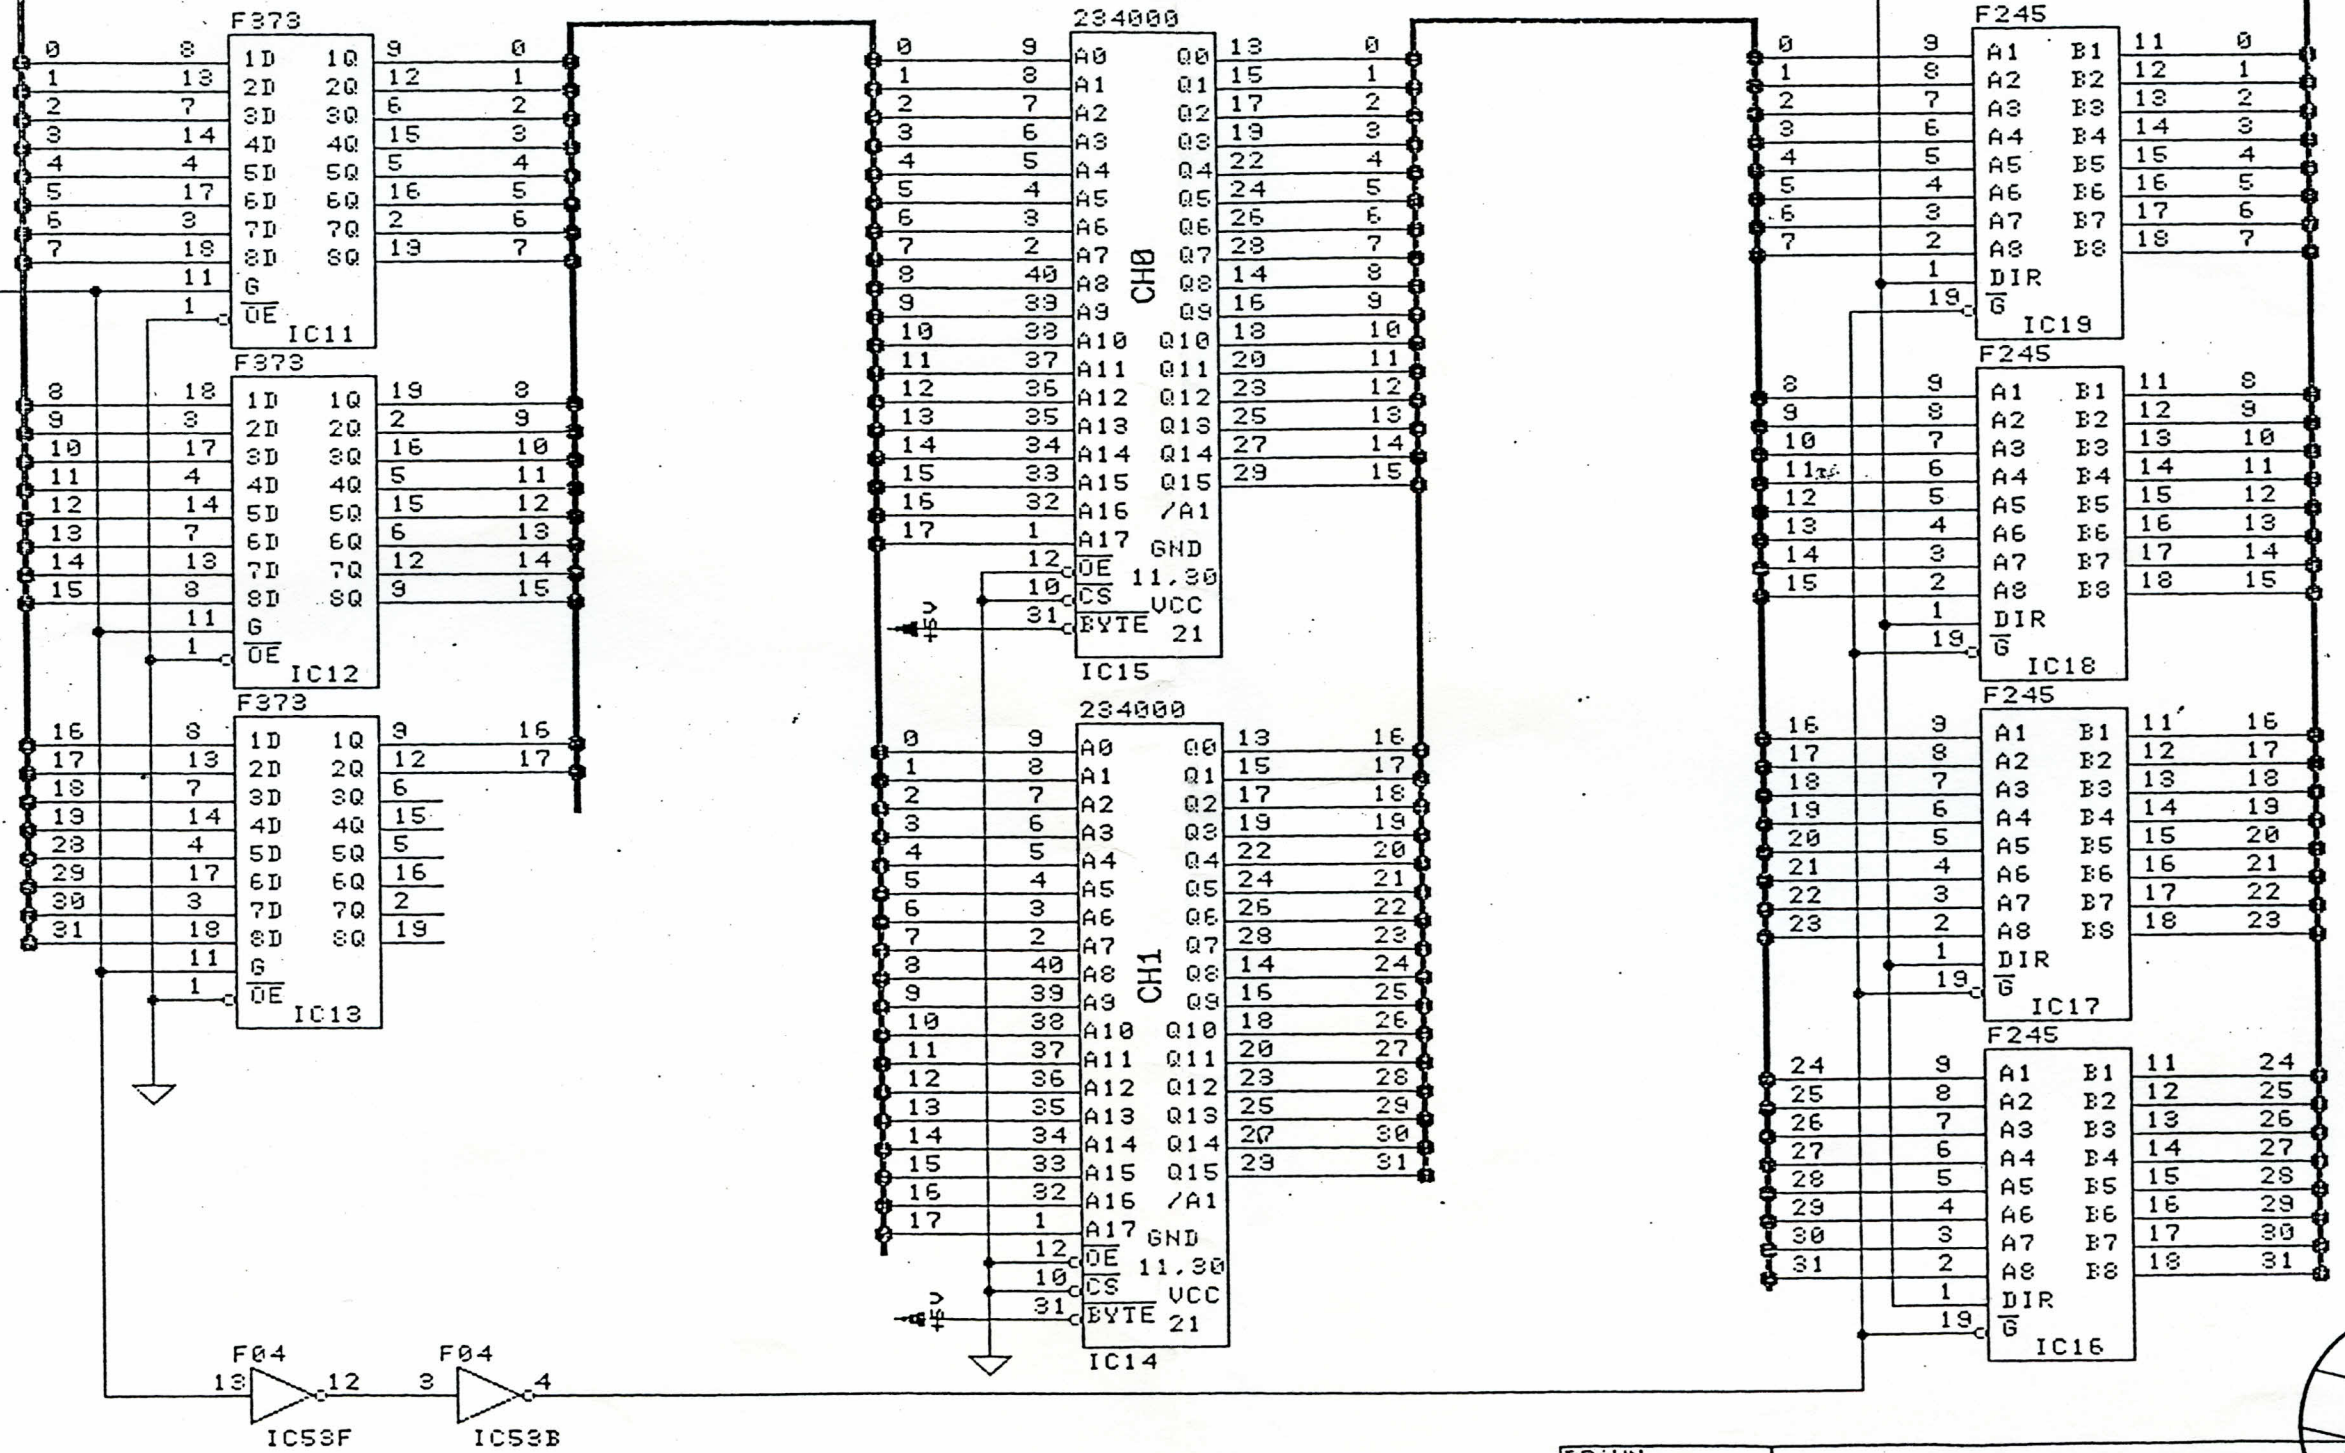 F373
0 8 1D 1Q 9 0
1 13 2D 2Q 12 1
2 7 3D 3Q 6 2
3 14 4D 4Q 15 3
4 4 5D 5Q 5 4
5 17 6D 6Q 16 5
6 3 7D 7Q 2 6
7 18 8D 8Q 19 7
11 G
1 OE
IC11
F373
8 18 1D 1Q 19 8
9 3 2D 2Q 2 9
10 17 3D 3Q 16 10
11 4 4D 4Q 5 11
12 14 5D 5Q 15 12
13 7 6D 6Q 6 13
14 13 7D 7Q 12 14
15 8 8D 8Q 9 15
11 G
1 OE
IC12
F373
16 8 1D 1Q 9 16
17 13 2D 2Q 12 17
18 7 3D 3Q 6
19 14 4D 4Q 15
28 4 5D 5Q 5
29 17 6D 6Q 16
30 3 7D 7Q 2
31 18 8D 8Q 19
11 G
1 OE
IC13
F04
13 12
IC53F
F04
3 4
IC53B
234000
0 9 A0 Q0 13 0
1 8 A1 Q1 15 1
2 7 A2 Q2 17 2
3 6 A3 Q3 19 3
4 5 A4 Q4 22 4
5 4 A5 Q5 24 5
6 3 A6 Q6 26 6
7 2 A7 Q7 28 7
8 40 A8 Q8 14 8
9 39 A9 Q9 16 9
10 38 A10 Q10 18 10
11 37 A11 Q11 20 11
12 36 A12 Q12 23 12
13 35 A13 Q13 25 13
14 34 A14 Q14 27 14
15 33 A15 Q15 29 15
16 32 A16 /A1
17 1 A17 GND
12 OE 11.30
10 CS VCC
+5V 31 BYTE 21
CH0
IC15
234000
0 9 A0 Q0 13 16
1 8 A1 Q1 15 17
2 7 A2 Q2 17 18
3 6 A3 Q3 19 19
4 5 A4 Q4 22 20
5 4 A5 Q5 24 21
6 3 A6 Q6 26 22
7 2 A7 Q7 28 23
8 40 A8 Q8 14 24
9 39 A9 Q9 16 25
10 38 A10 Q10 18 26
11 37 A11 Q11 20 27
12 36 A12 Q12 23 28
13 35 A13 Q13 25 29
14 34 A14 Q14 27 30
15 33 A15 Q15 29 31
16 32 A16 /A1
17 1 A17 GND
12 OE 11.30
10 CS VCC
+5V 31 BYTE 21
CH1
IC14
F245
0 9 A1 B1 11 0
1 8 A2 B2 12 1
2 7 A3 B3 13 2
3 6 A4 B4 14 3
4 5 A5 B5 15 4
5 4 A6 B6 16 5
6 3 A7 B7 17 6
7 2 A8 B8 18 7
1 DIR
19 G
IC19
F245
8 9 A1 B1 11 8
9 8 A2 B2 12 9
10 7 A3 B3 13 10
11 6 A4 B4 14 11
12 5 A5 B5 15 12
13 4 A6 B6 16 13
14 3 A7 B7 17 14
15 2 A8 B8 18 15
1 DIR
19 G
IC18
F245
16 9 A1 B1 11 16
17 8 A2 B2 12 17
18 7 A3 B3 13 18
19 6 A4 B4 14 19
20 5 A5 B5 15 20
21 4 A6 B6 16 21
22 3 A7 B7 17 22
23 2 A8 B8 18 23
1 DIR
19 G
IC17
F245
24 9 A1 B1 11 24
25 8 A2 B2 12 25
26 7 A3 B3 13 26
27 6 A4 B4 14 27
28 5 A5 B5 15 28
29 4 A6 B6 16 29
30 3 A7 B7 17 30
31 2 A8 B8 18 31
1 DIR
19 G
IC16